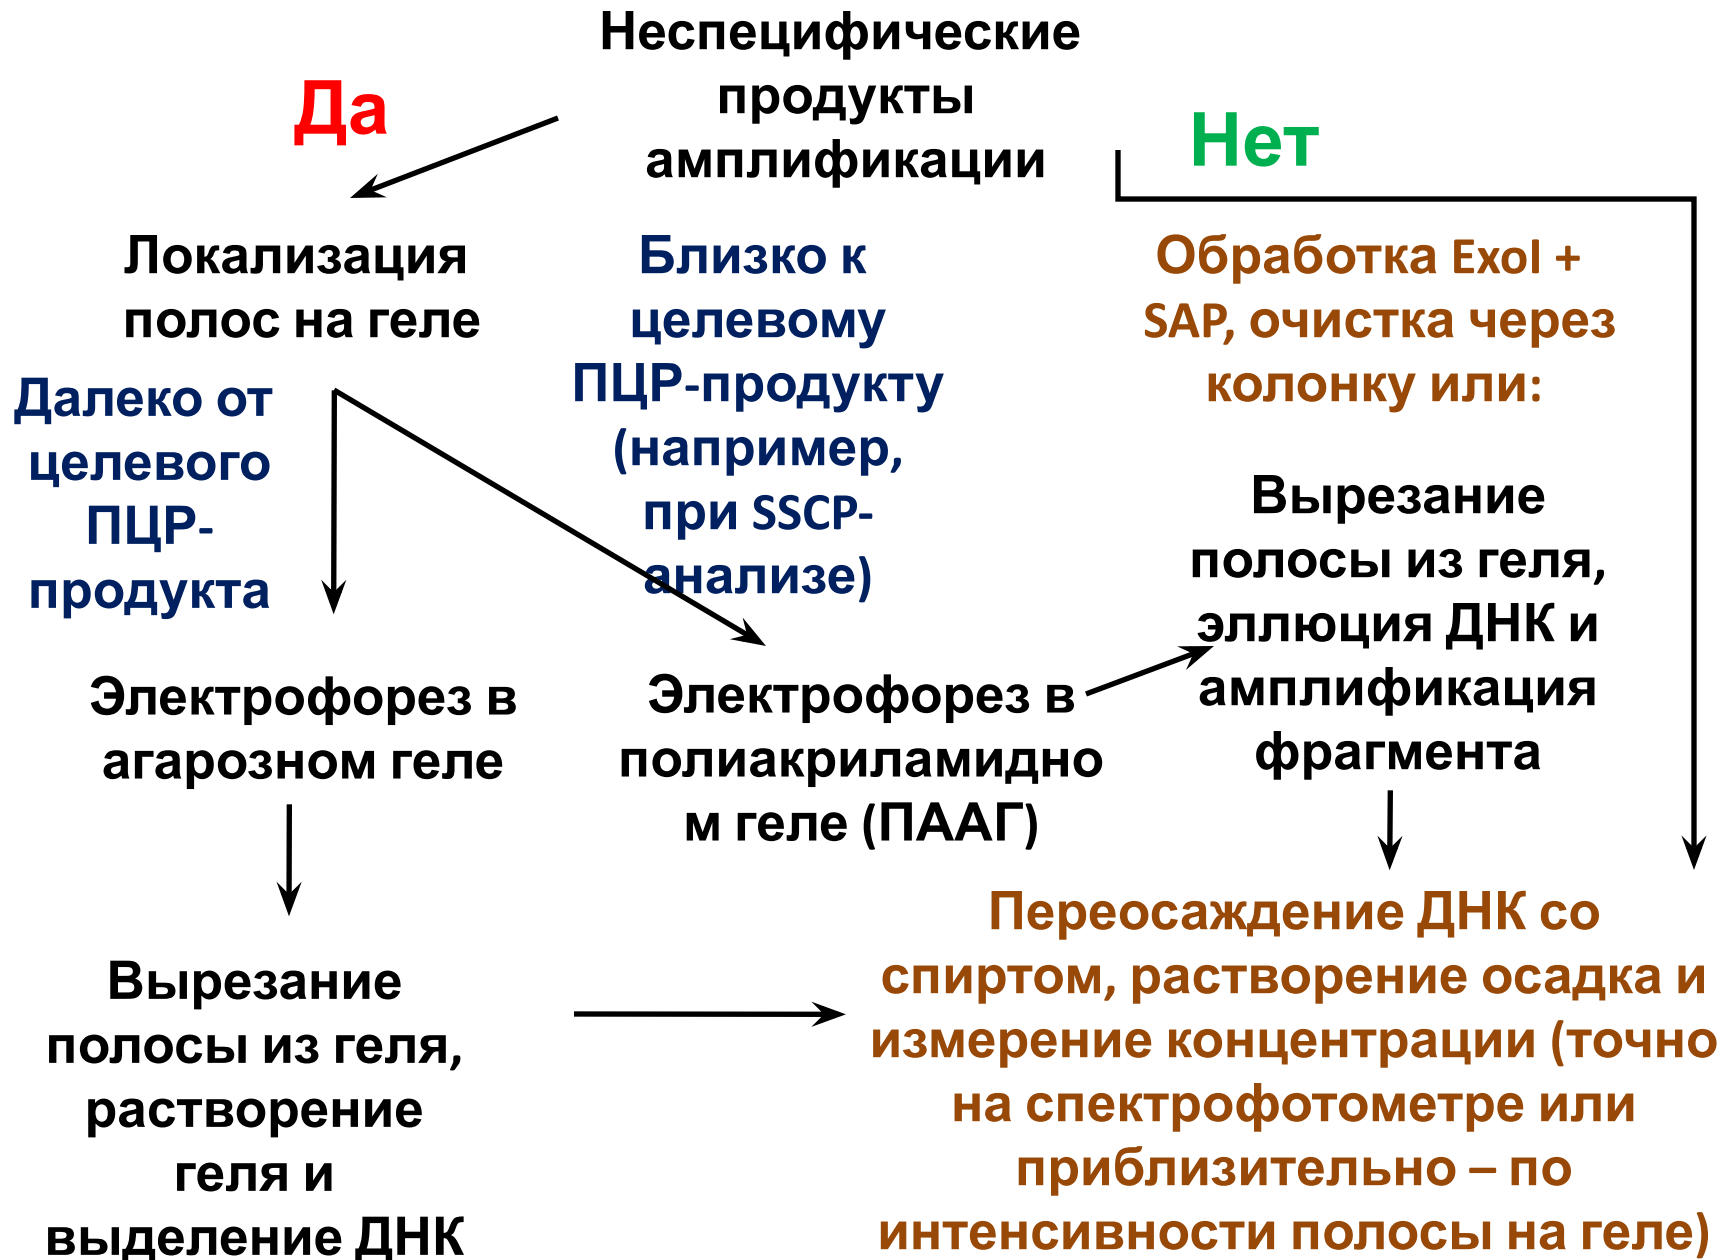 Неспецифические
продукты
амплификации
Да
Нет
Локализация
полос на геле
Близко к
целевому
ПЦР-продукту
(например,
при SSCP-
анализе)
Обработка ExoI +
SAP, очистка через
колонку или:
Далеко от
целевого
ПЦР-
продукта
Вырезание
полосы из геля,
эллюция ДНК и
амплификация
фрагмента
Электрофорез в
агарозном геле
Электрофорез в
полиакриламидно
м геле (ПААГ)
Вырезание
полосы из геля,
растворение
геля и
выделение ДНК
Переосаждение ДНК со
спиртом, растворение осадка и
измерение концентрации (точно
на спектрофотометре или
приблизительно – по
интенсивности полосы на геле)